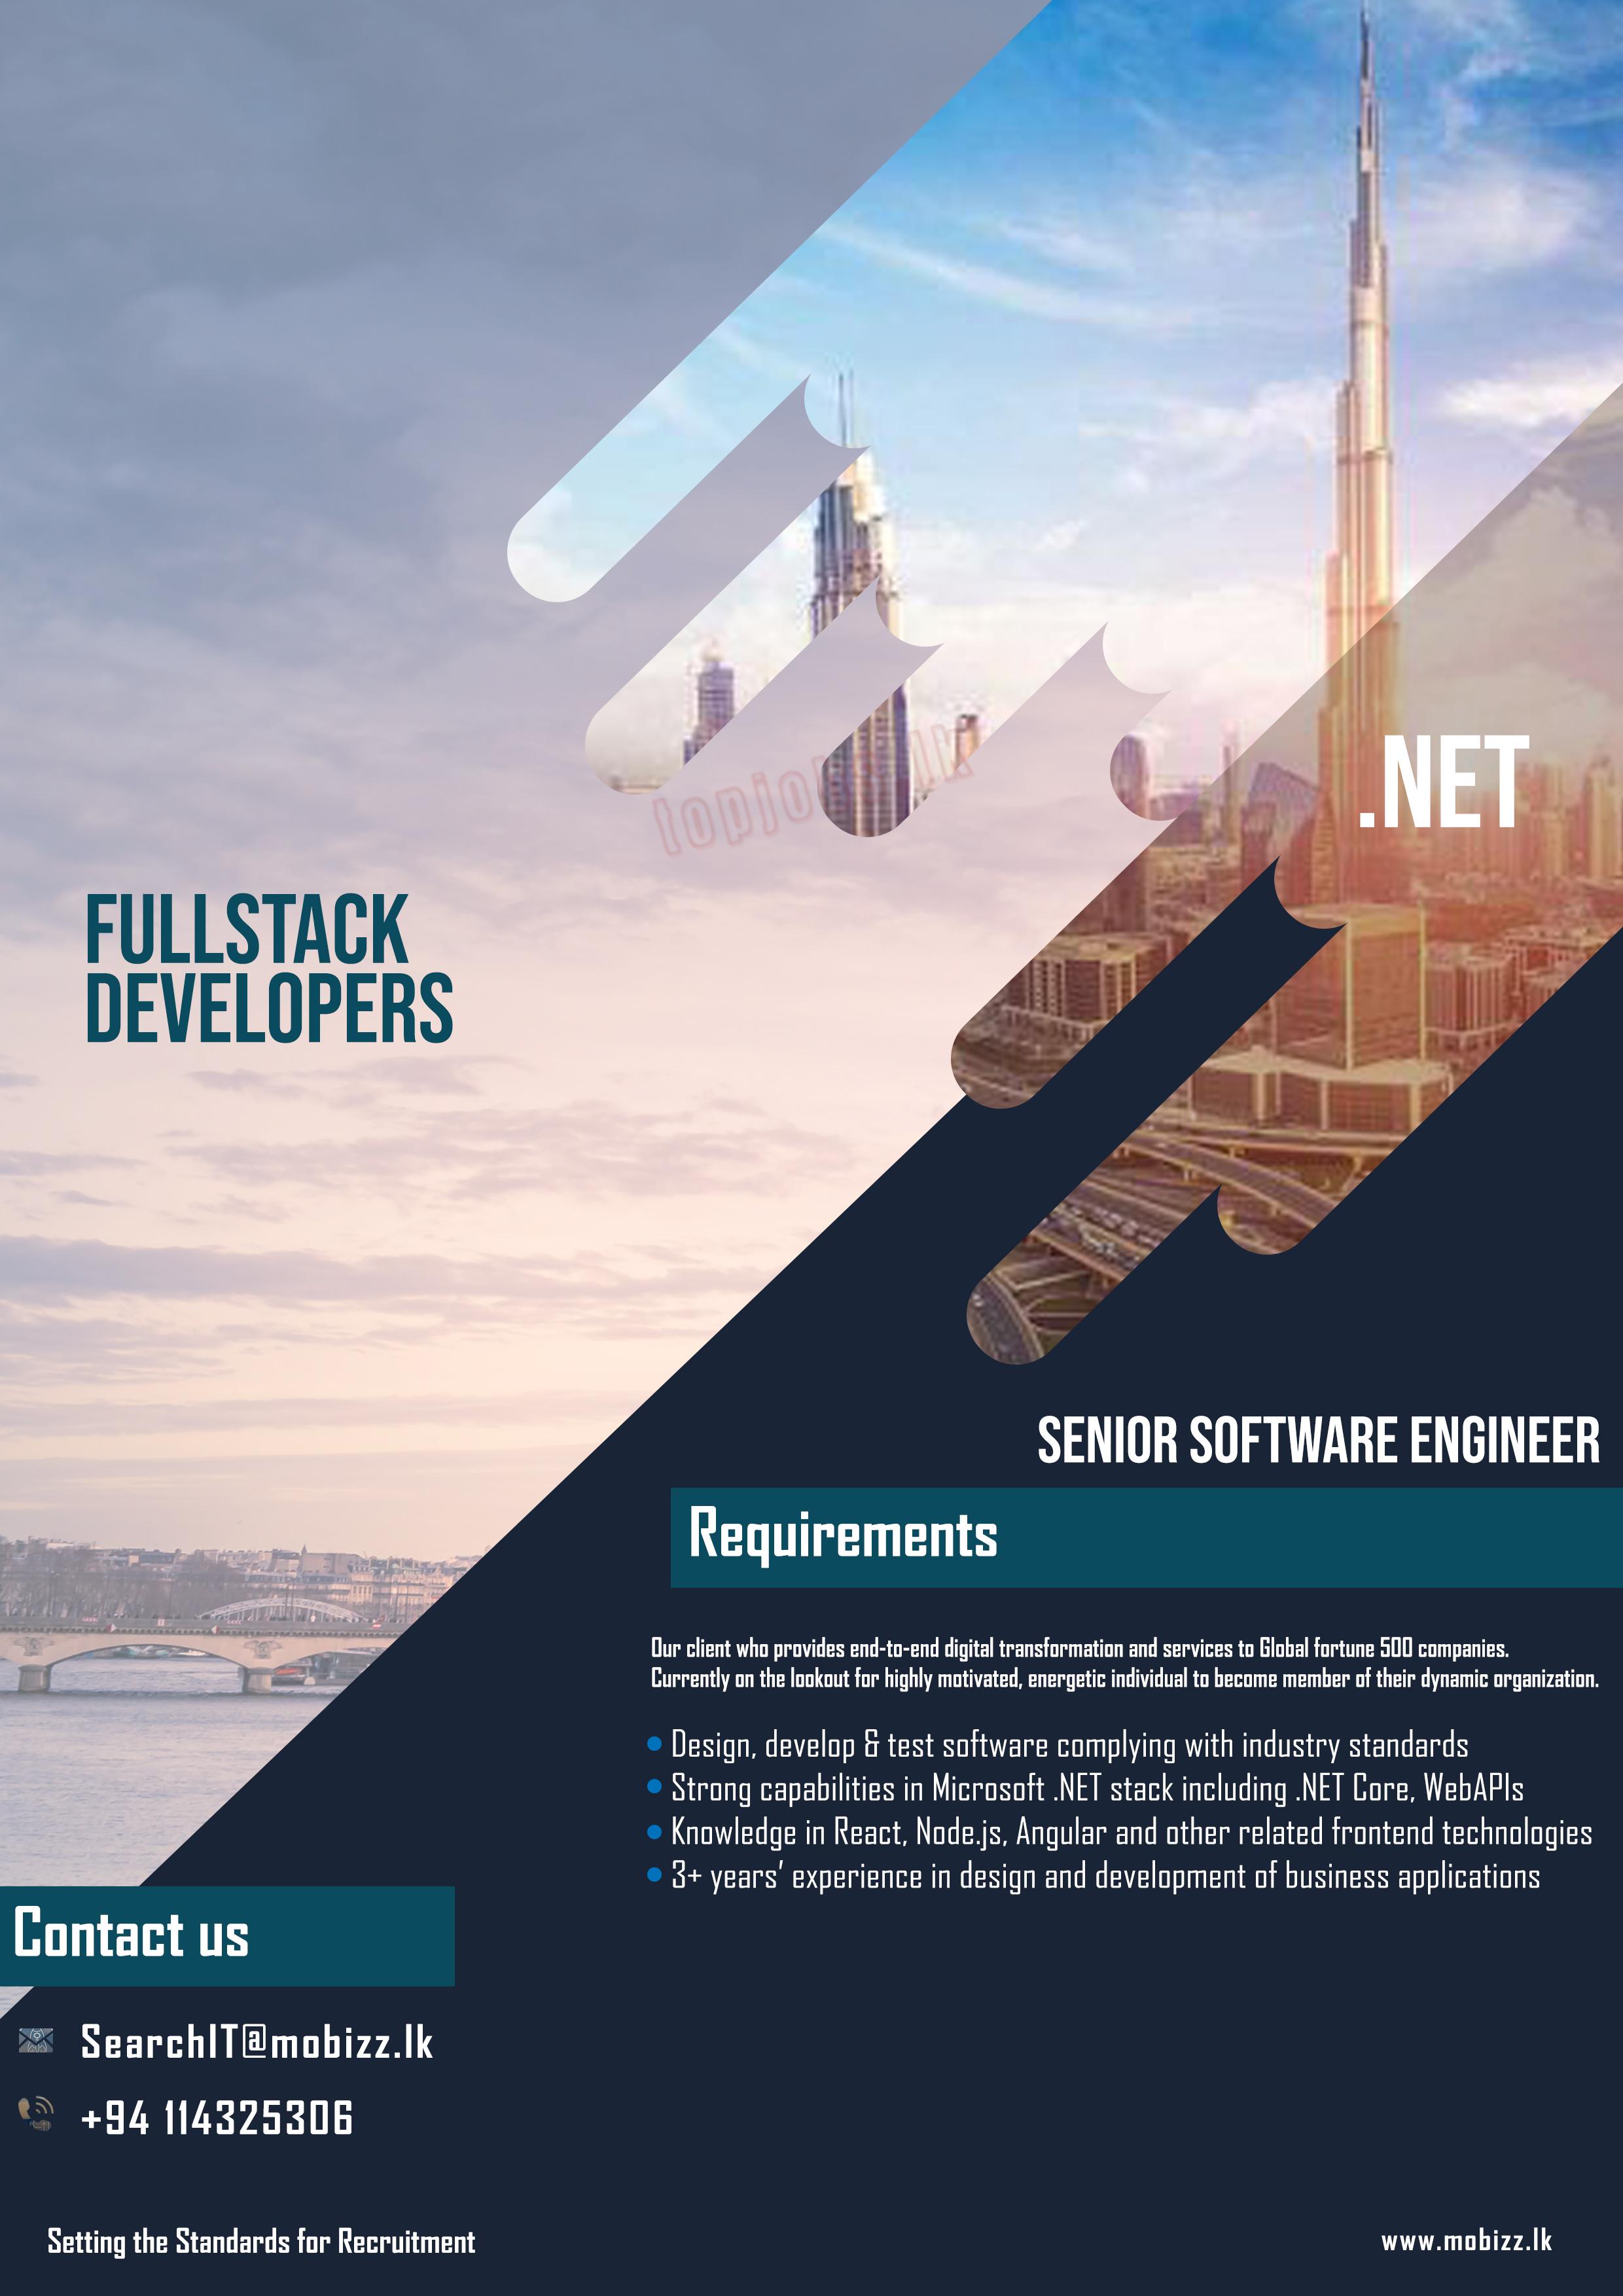 .NET
FULLSTACK
DEVELOPERS
SENIOR SOFTWARE ENGINEER
Requirements
Our client who provides end-to-end digital transformation and services to Global fortune 500 companies.
Currently on the lookout for highly motivated, energetic individual to become member of their dynamic organization.
Design, develop & test software complying with industry standards
Strong capabilities in Microsoft .NET stack including .NET Core, WebAPIs
Knowledge in React, Node.js, Angular and other related frontend technologies
3+ years’ experience in design and development of business applications
Contact us
SearchIT@mobizz.lk
+94 114325306
Setting the Standards for Recruitment
www.mobizz.lk